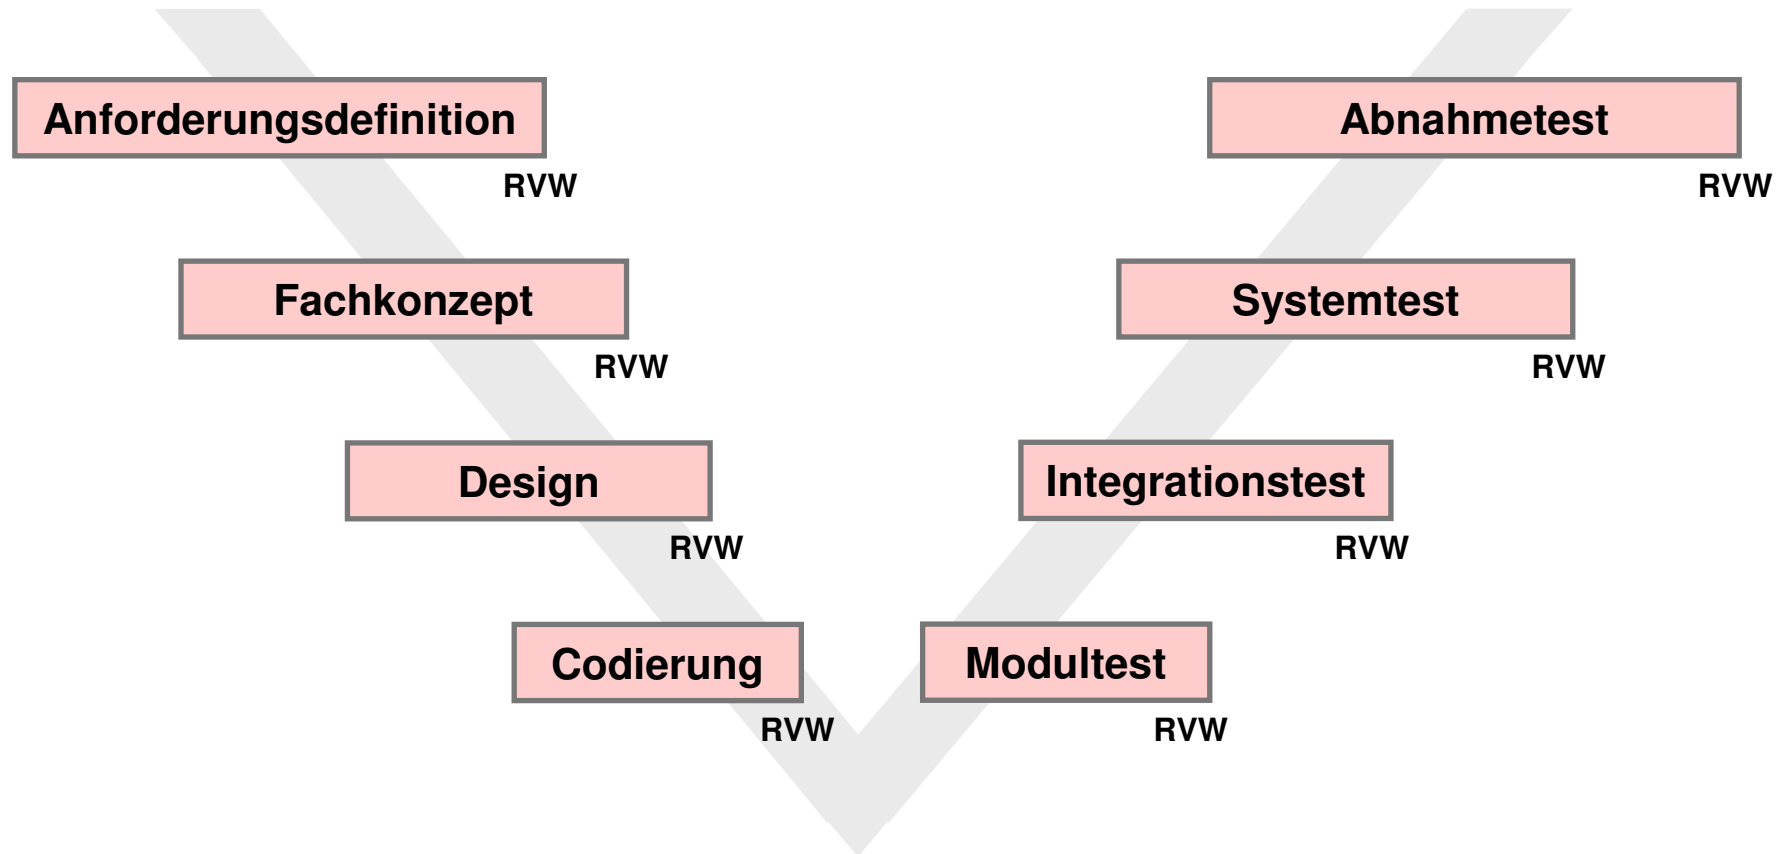 Anforderungsdefinition
RVW
Abnahmetest
RVW
Fachkonzept
RVW
Systemtest
RVW
Design
RVW
Integrationstest
RVW
Codierung
RVW
Modultest
RVW